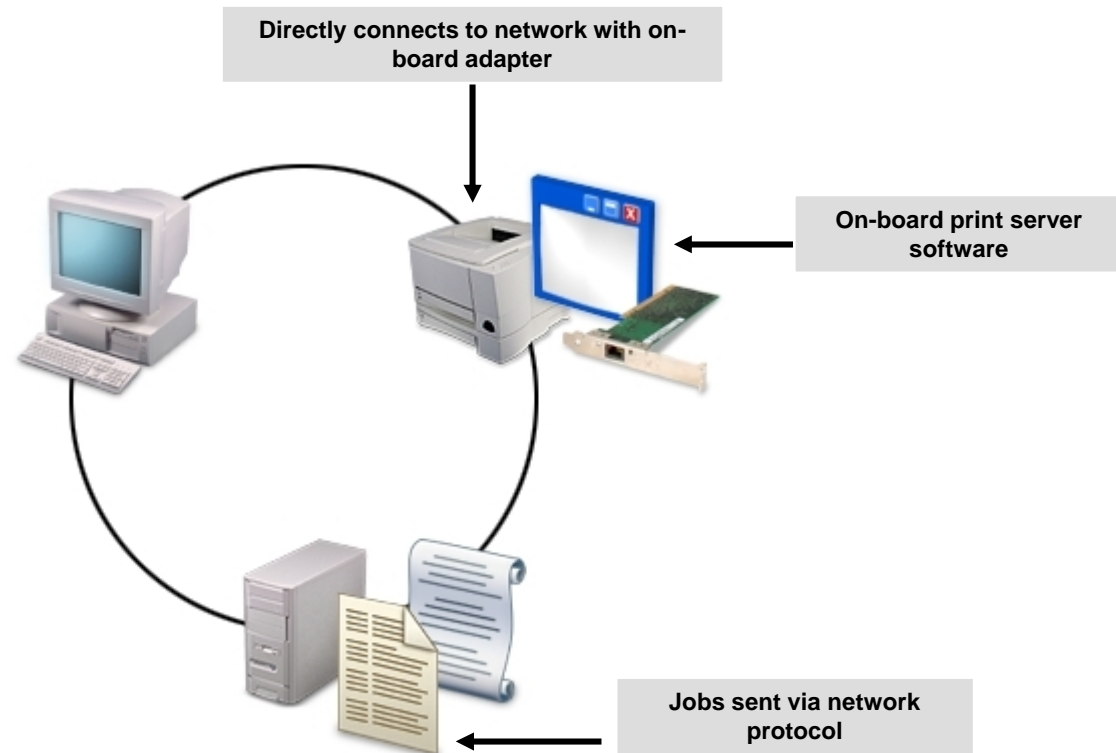 Directly connects to network with on-
board adapter
On-board print server
software
Jobs sent via network
protocol